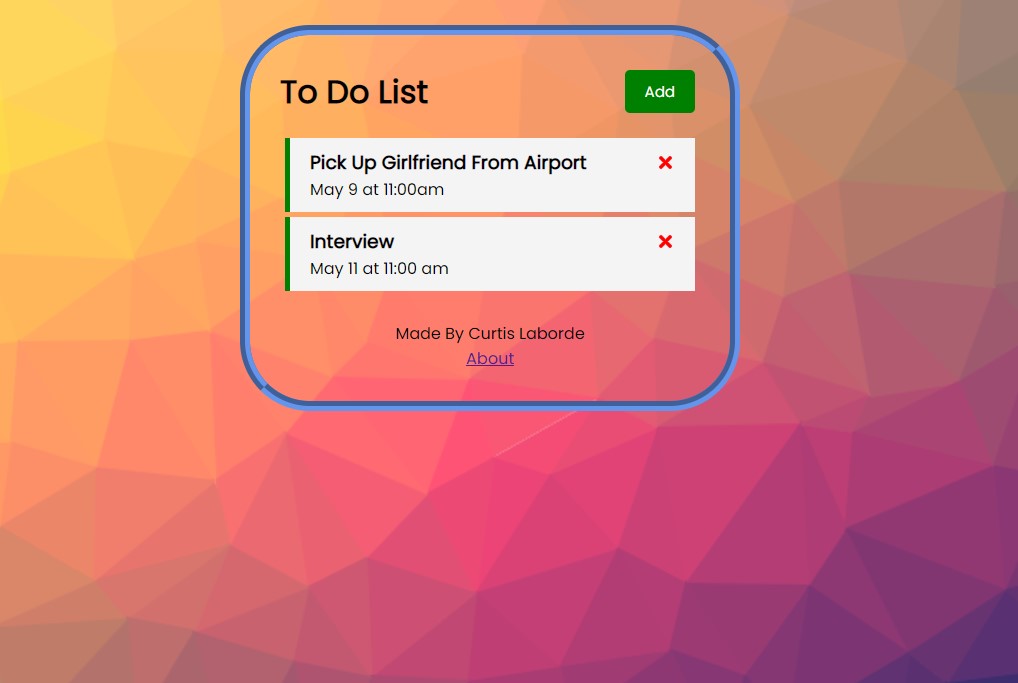 To Do List
Add
Pick Up Girlfriend From Airport
May 9 at 11:00am
Interview
May 11 at 11:00 am
Made By Curtis Laborde
About